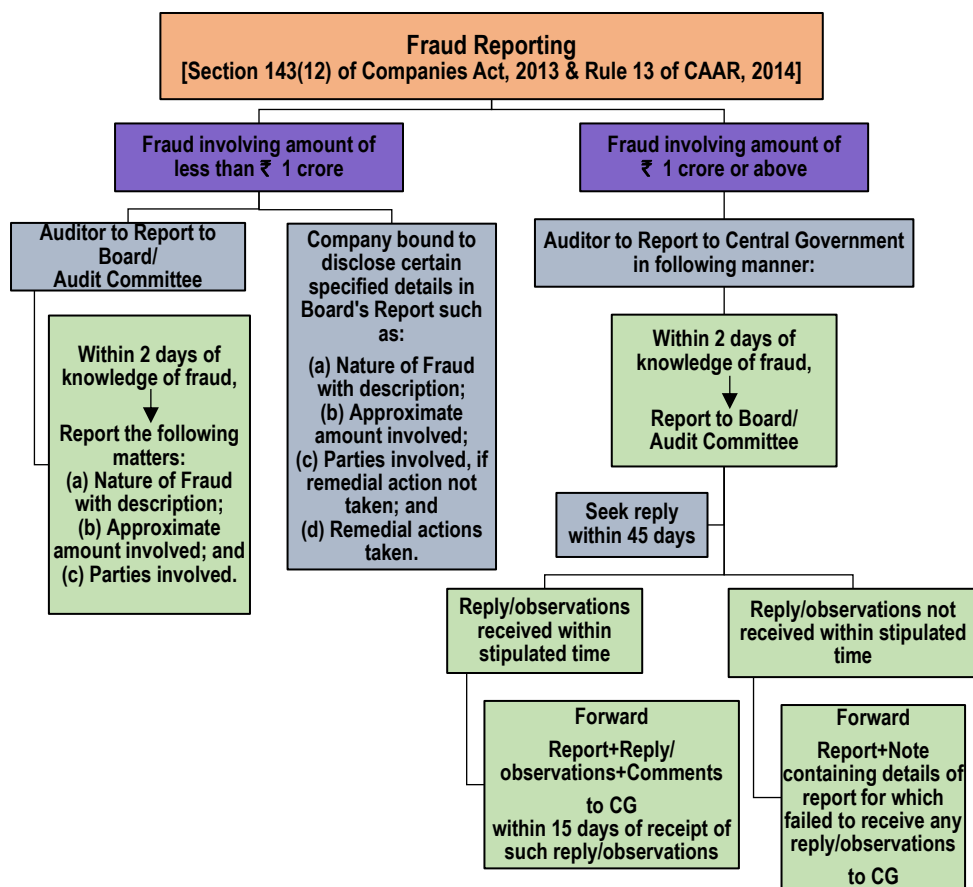 Fraud Reporting
[Section 143(12) of Companies Act, 2013 & Rule 13 of CAAR, 2014]
Fraud involving amount of
less than ₹ 1 crore
Auditor to Report to
Board/
Audit Committee
Within 2 days of
knowledge of fraud,
Report the following
matters:
(a) Nature of Fraud
with description;
(b) Approximate
amount involved; and
(c) Parties involved.
Company bound to
disclose certain
specified details in
Board's Report such
as:
(a) Nature of Fraud
with description;
(b) Approximate
amount involved;
(c) Parties involved, if
remedial action not
taken; and
(d) Remedial actions
taken.
Fraud involving amount of
₹ 1 crore or above
Auditor to Report to Central Government
in following manner:
Within 2 days of
knowledge of fraud,
Report to Board/
Audit Committee
Seek reply
within 45 days
Reply/observations
received within
stipulated time
Forward
Report+Reply/
observations+Comments
to CG
within 15 days of receipt of
such reply/observations
Reply/observations not
received within stipulated
time
Forward
Report+Note
containing details of
report for which
failed to receive any
reply/observations
to CG